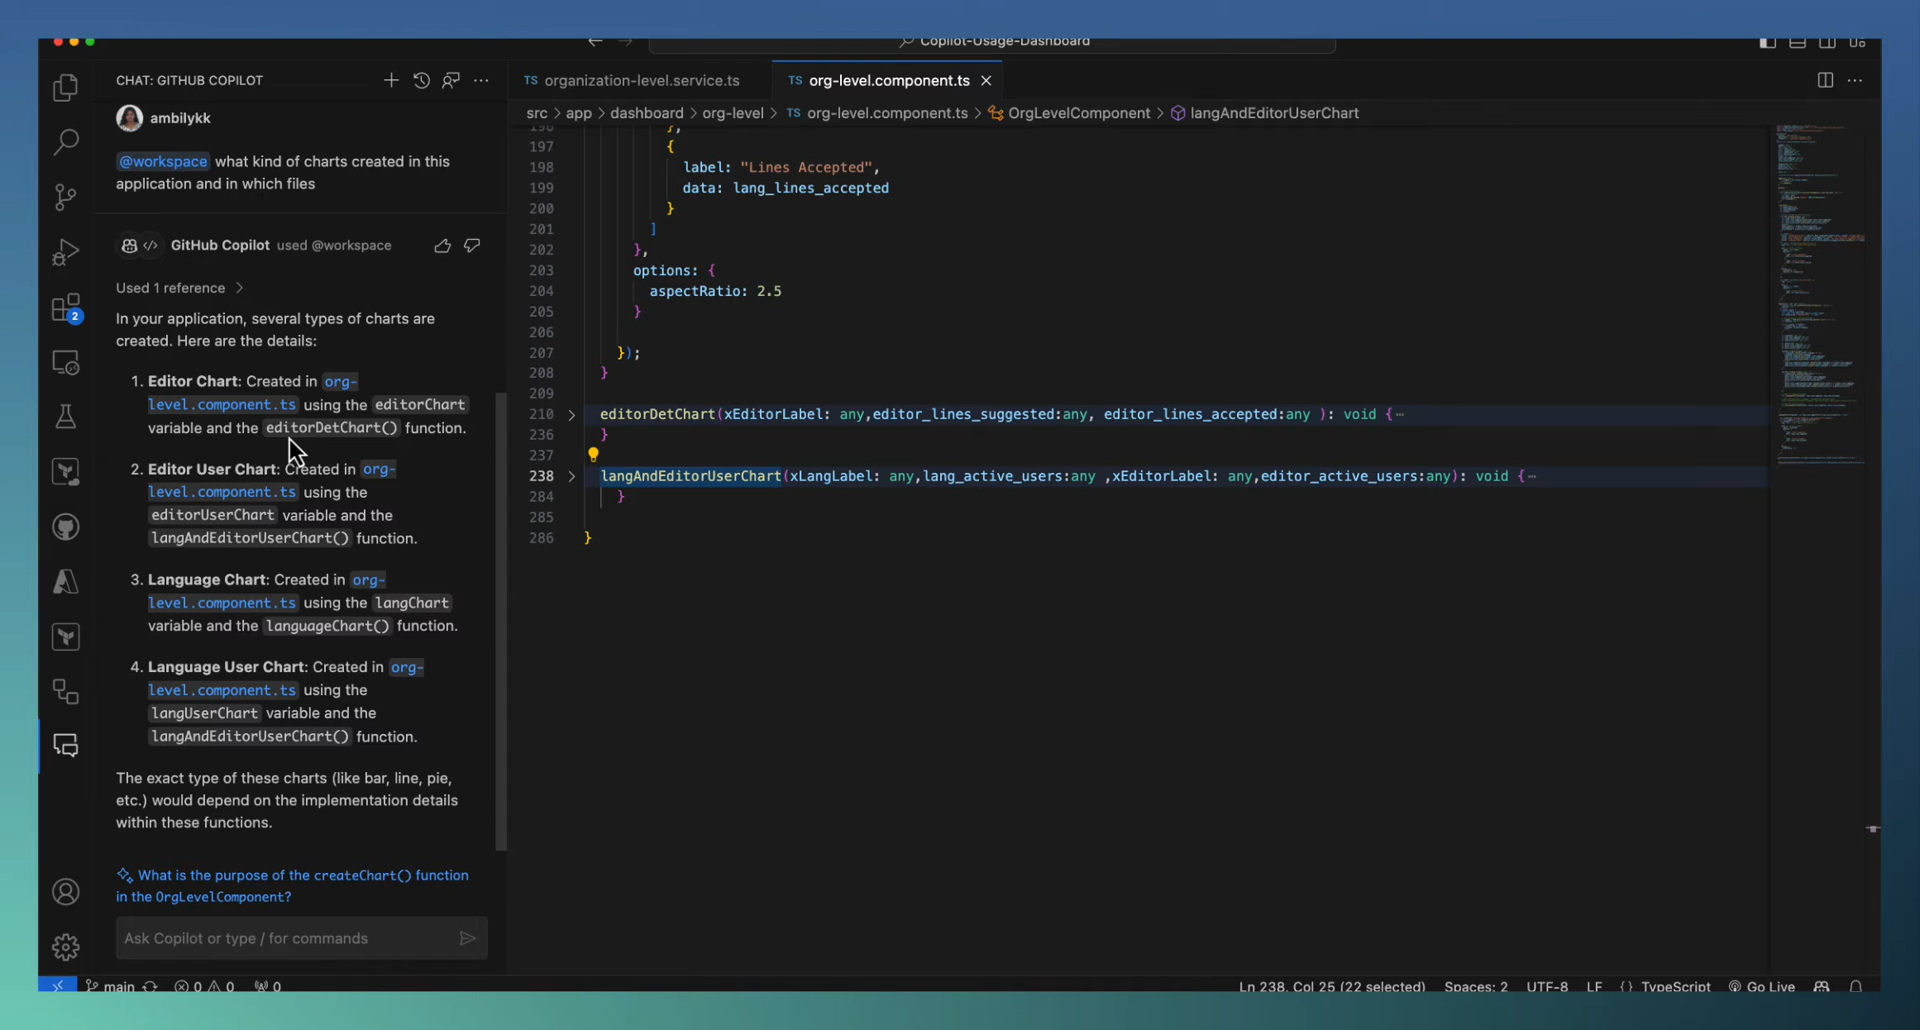 Copilot-Usage-Dashboard
CHAT: GITHUB COPILOT
ambilykk
@workspace what kind of charts created in this
application and in which files
GitHub Copilot used @workspace
Used 1 reference
In your application, several types of charts are
created. Here are the details:
1. Editor Chart: Created in org-
level.component.ts using the editorChart
variable and the editorDetChart() function.
2. Editor User Chart: Created in org-
level.component.ts using the
editorUserChart variable and the
langAndEditorUserChart() function.
3. Language Chart: Created in org-
level.component.ts using the langChart
variable and the languageChart() function.
4. Language User Chart: Created in org-
level.component.ts using the
langUserChart variable and the
langAndEditorUserChart() function.
The exact type of these charts (like bar, line, pie,
etc.) would depend on the implementation details
within these functions.
What is the purpose of the createChart() function
in the OrgLevelComponent?
Ask Copilot or type / for commands
2
TS organization-level.service.ts
TS org-level.component.ts
src > app > dashboard > org-level > TS org-level.component.ts > OrgLevelComponent > langAndEditorUserChart
196 },
197 {
198 label: "Lines Accepted",
199 data: lang_lines_accepted
200 }
201 ]
202 },
203 options: {
204 aspectRatio: 2.5
205 }
206
207 });
208 }
209
210 editorDetChart(xEditorLabel: any,editor_lines_suggested:any, editor_lines_accepted:any ): void {⋯
236 }
237
238 langAndEditorUserChart(xLangLabel: any,lang_active_users:any ,xEditorLabel: any,editor_active_users:any): void {⋯
284 }
285
286 }
main 0 0 0
Ln 238, Col 25 (22 selected) Spaces: 2 UTF-8 LF {} TypeScript Go Live